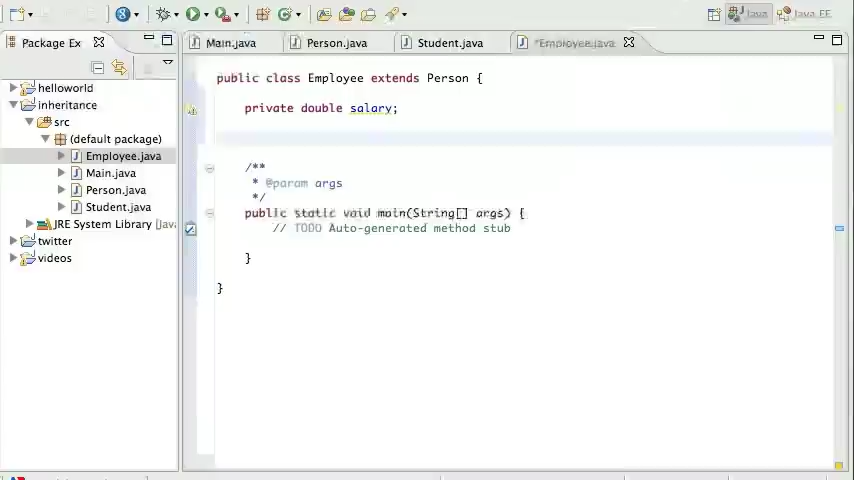 Java
Java EE
Package Ex
Main.java
Person.java
Student.java
*Employee.java
helloworld
inheritance
src
(default package)
Employee.java
Main.java
Person.java
Student.java
JRE System Library [Java
twitter
videos
public class Employee extends Person {
private double salary;
/**
* @param args
*/
public static void main(String[] args) {
// TODO Auto-generated method stub
}
}